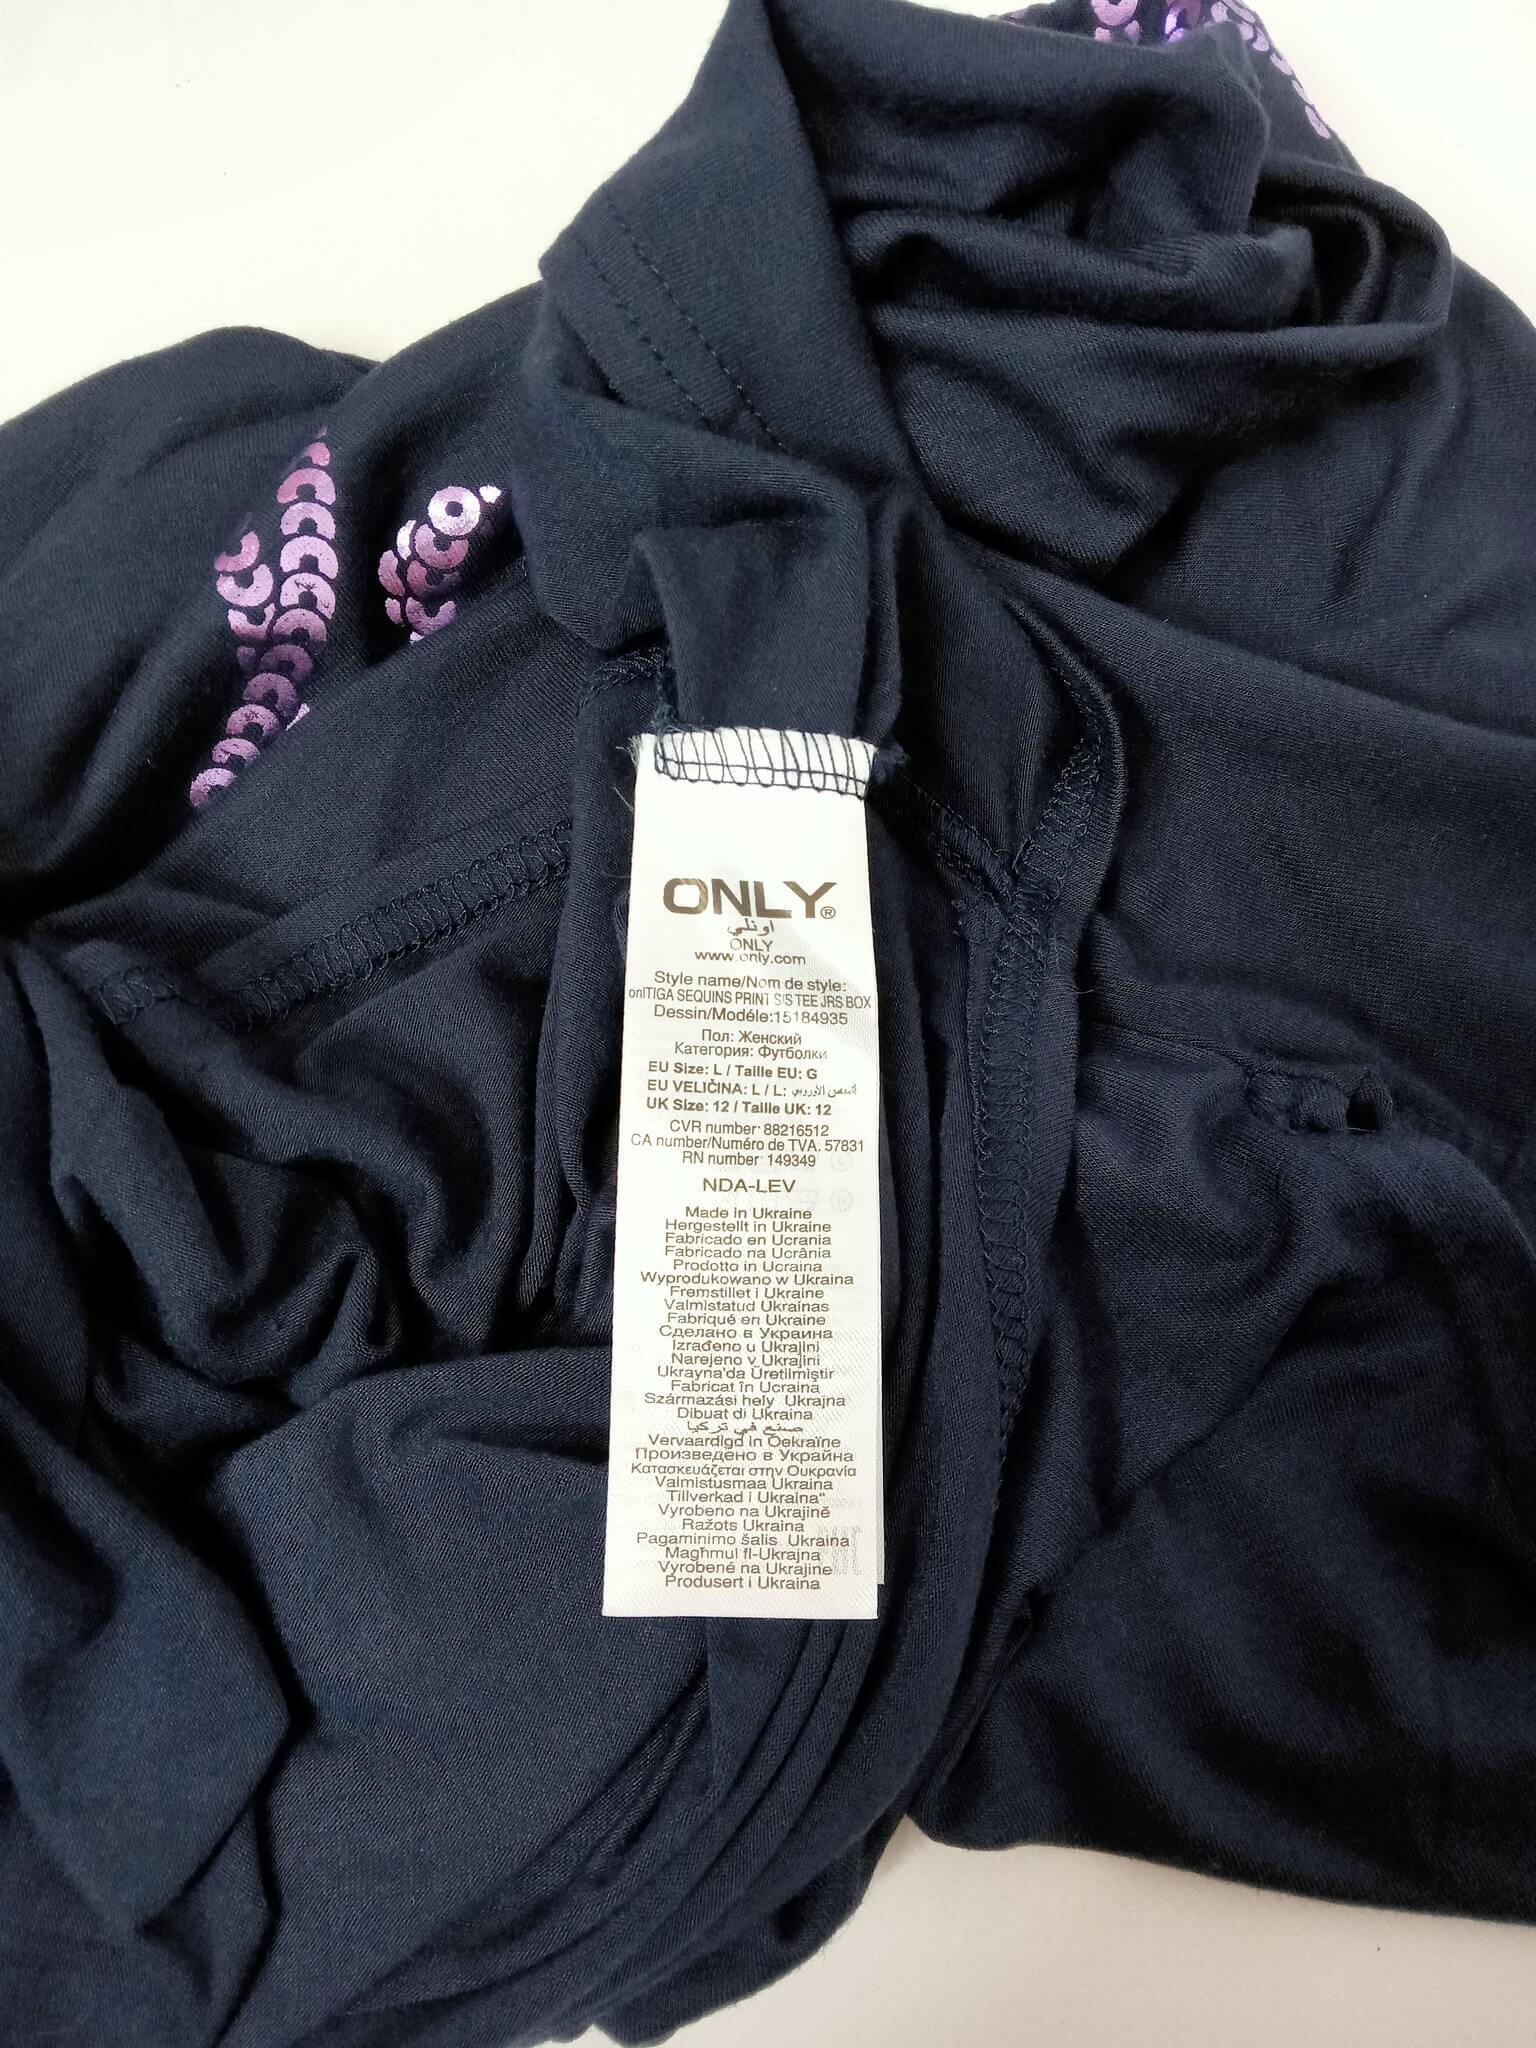 ONLY®
اونلي
ONLY
www.only.com
Style name/Nom de style:
onlTIGA SEQUINS PRINT S/S TEE JRS BOX
Dessin/Modéle:15184935
Пол: Женский
Категория: Футболки
EU Size: L / Taille EU: G
EU VELIČINA: L / L: الأوروبي
UK Size: 12 / Taille UK: 12
CVR number: 88216512
CA number/Numéro de TVA: 57831
RN number: 149349
NDA-LEV
Made in Ukraine
Hergestellt in Ukraine
Fabricado en Ucrania
Fabricado na Ucrânia
Prodotto in Ucraina
Wyprodukowano w Ukraina
Fremstillet i Ukraine
Valmistatud Ukrainas
Fabriqué en Ukraine
Сделано в Украина
Izrađeno u Ukrajini
Narejeno v Ukrajini
Ukrayna'da Üretilmiştir
Fabricat în Ucraina
Származási hely Ukrajna
Dibuat di Ukraina
صنع في تركيا
Vervaardigd in Oekraïne
Произведено в Украйна
Κατασκευάζεται στην Ουκρανία
Valmistusmaa Ukraina
Tillverkad i Ukraina"
Vyrobeno na Ukrajině
Ražots Ukraina
Pagaminimo šalis Ukraina
Magħmul fl-Ukrajna
Vyrobené na Ukrajine
Produsert i Ukraina